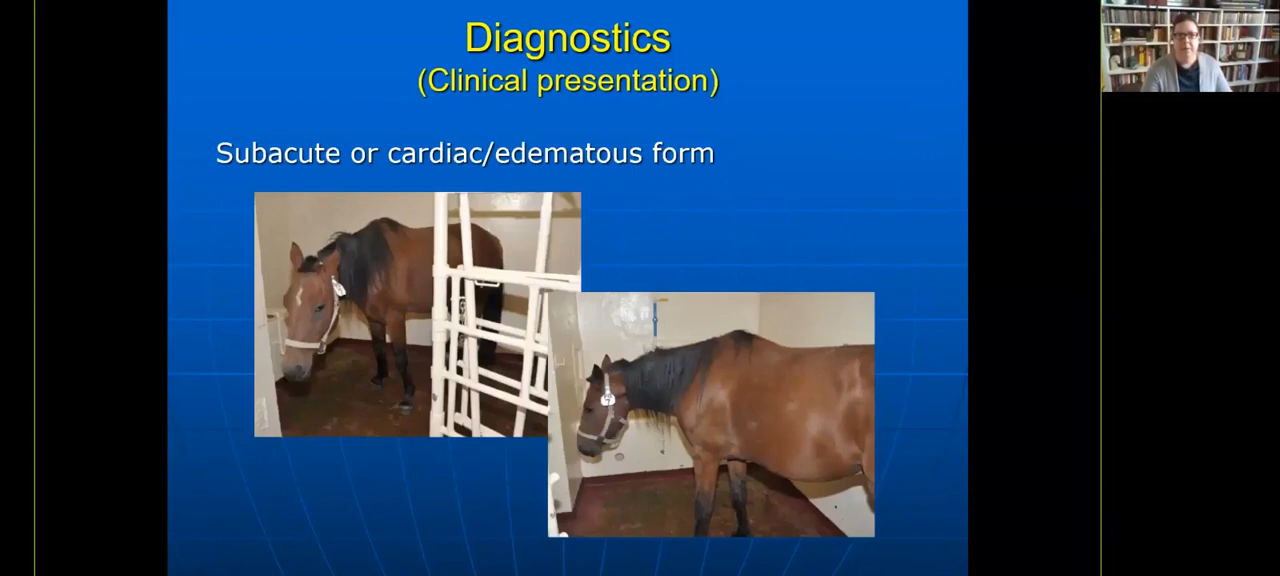 Diagnostics
(Clinical presentation)
Subacute or cardiac/edematous form